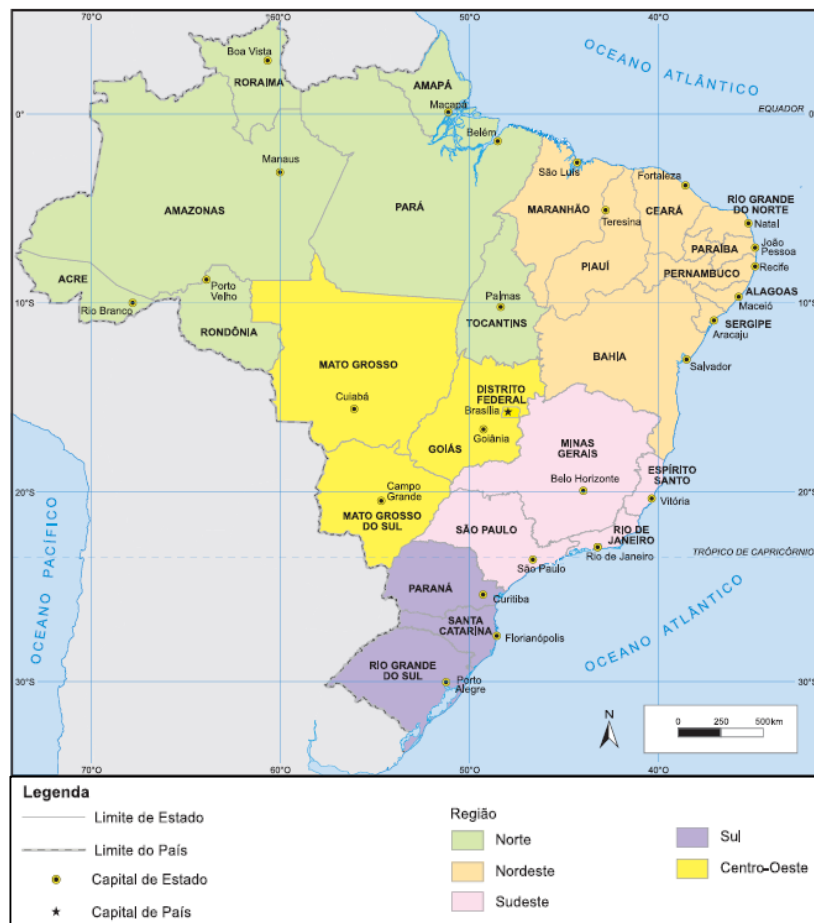 70°O
60°O
50°O
40°O
OCEANO ATLÂNTICO
Boa Vista
RORAIMA
AMAPÁ
Macapá
EQUADOR
0°
0°
Belém
Manaus
São Luís
Fortaleza
AMAZONAS
PARÁ
MARANHÃO
Teresina
CEARÁ
RIO GRANDE
DO NORTE
Natal
PARAÍBA
João
Pessoa
PIAUÍ
PERNAMBUCO
Recife
ACRE
Rio Branco
Porto
Velho
RONDÔNIA
Palmas
TOCANTINS
ALAGOAS
Maceió
SERGIPE
Aracaju
10°S
10°S
BAHIA
Salvador
MATO GROSSO
Cuiabá
DISTRITO
FEDERAL
Brasília
Goiânia
GOIÁS
MINAS
GERAIS
Belo Horizonte
ESPÍRITO
SANTO
Vitória
20°S
20°S
Campo
Grande
MATO GROSSO
DO SUL
SÃO PAULO
São Paulo
RIO DE
JANEIRO
Rio de Janeiro
TRÓPICO DE CAPRICÓRNIO
OCEANO PACÍFICO
PARANÁ
Curitiba
SANTA
CATARINA
Florianópolis
OCEANO ATLÂNTICO
RIO GRANDE
DO SUL
Porto
Alegre
30°S
30°S
N
0 250 500km
70°O
60°O
50°O
40°O
Legenda
Limite de Estado
Limite do País
Capital de Estado
Capital de País
Região
Norte
Nordeste
Sudeste
Sul
Centro-Oeste